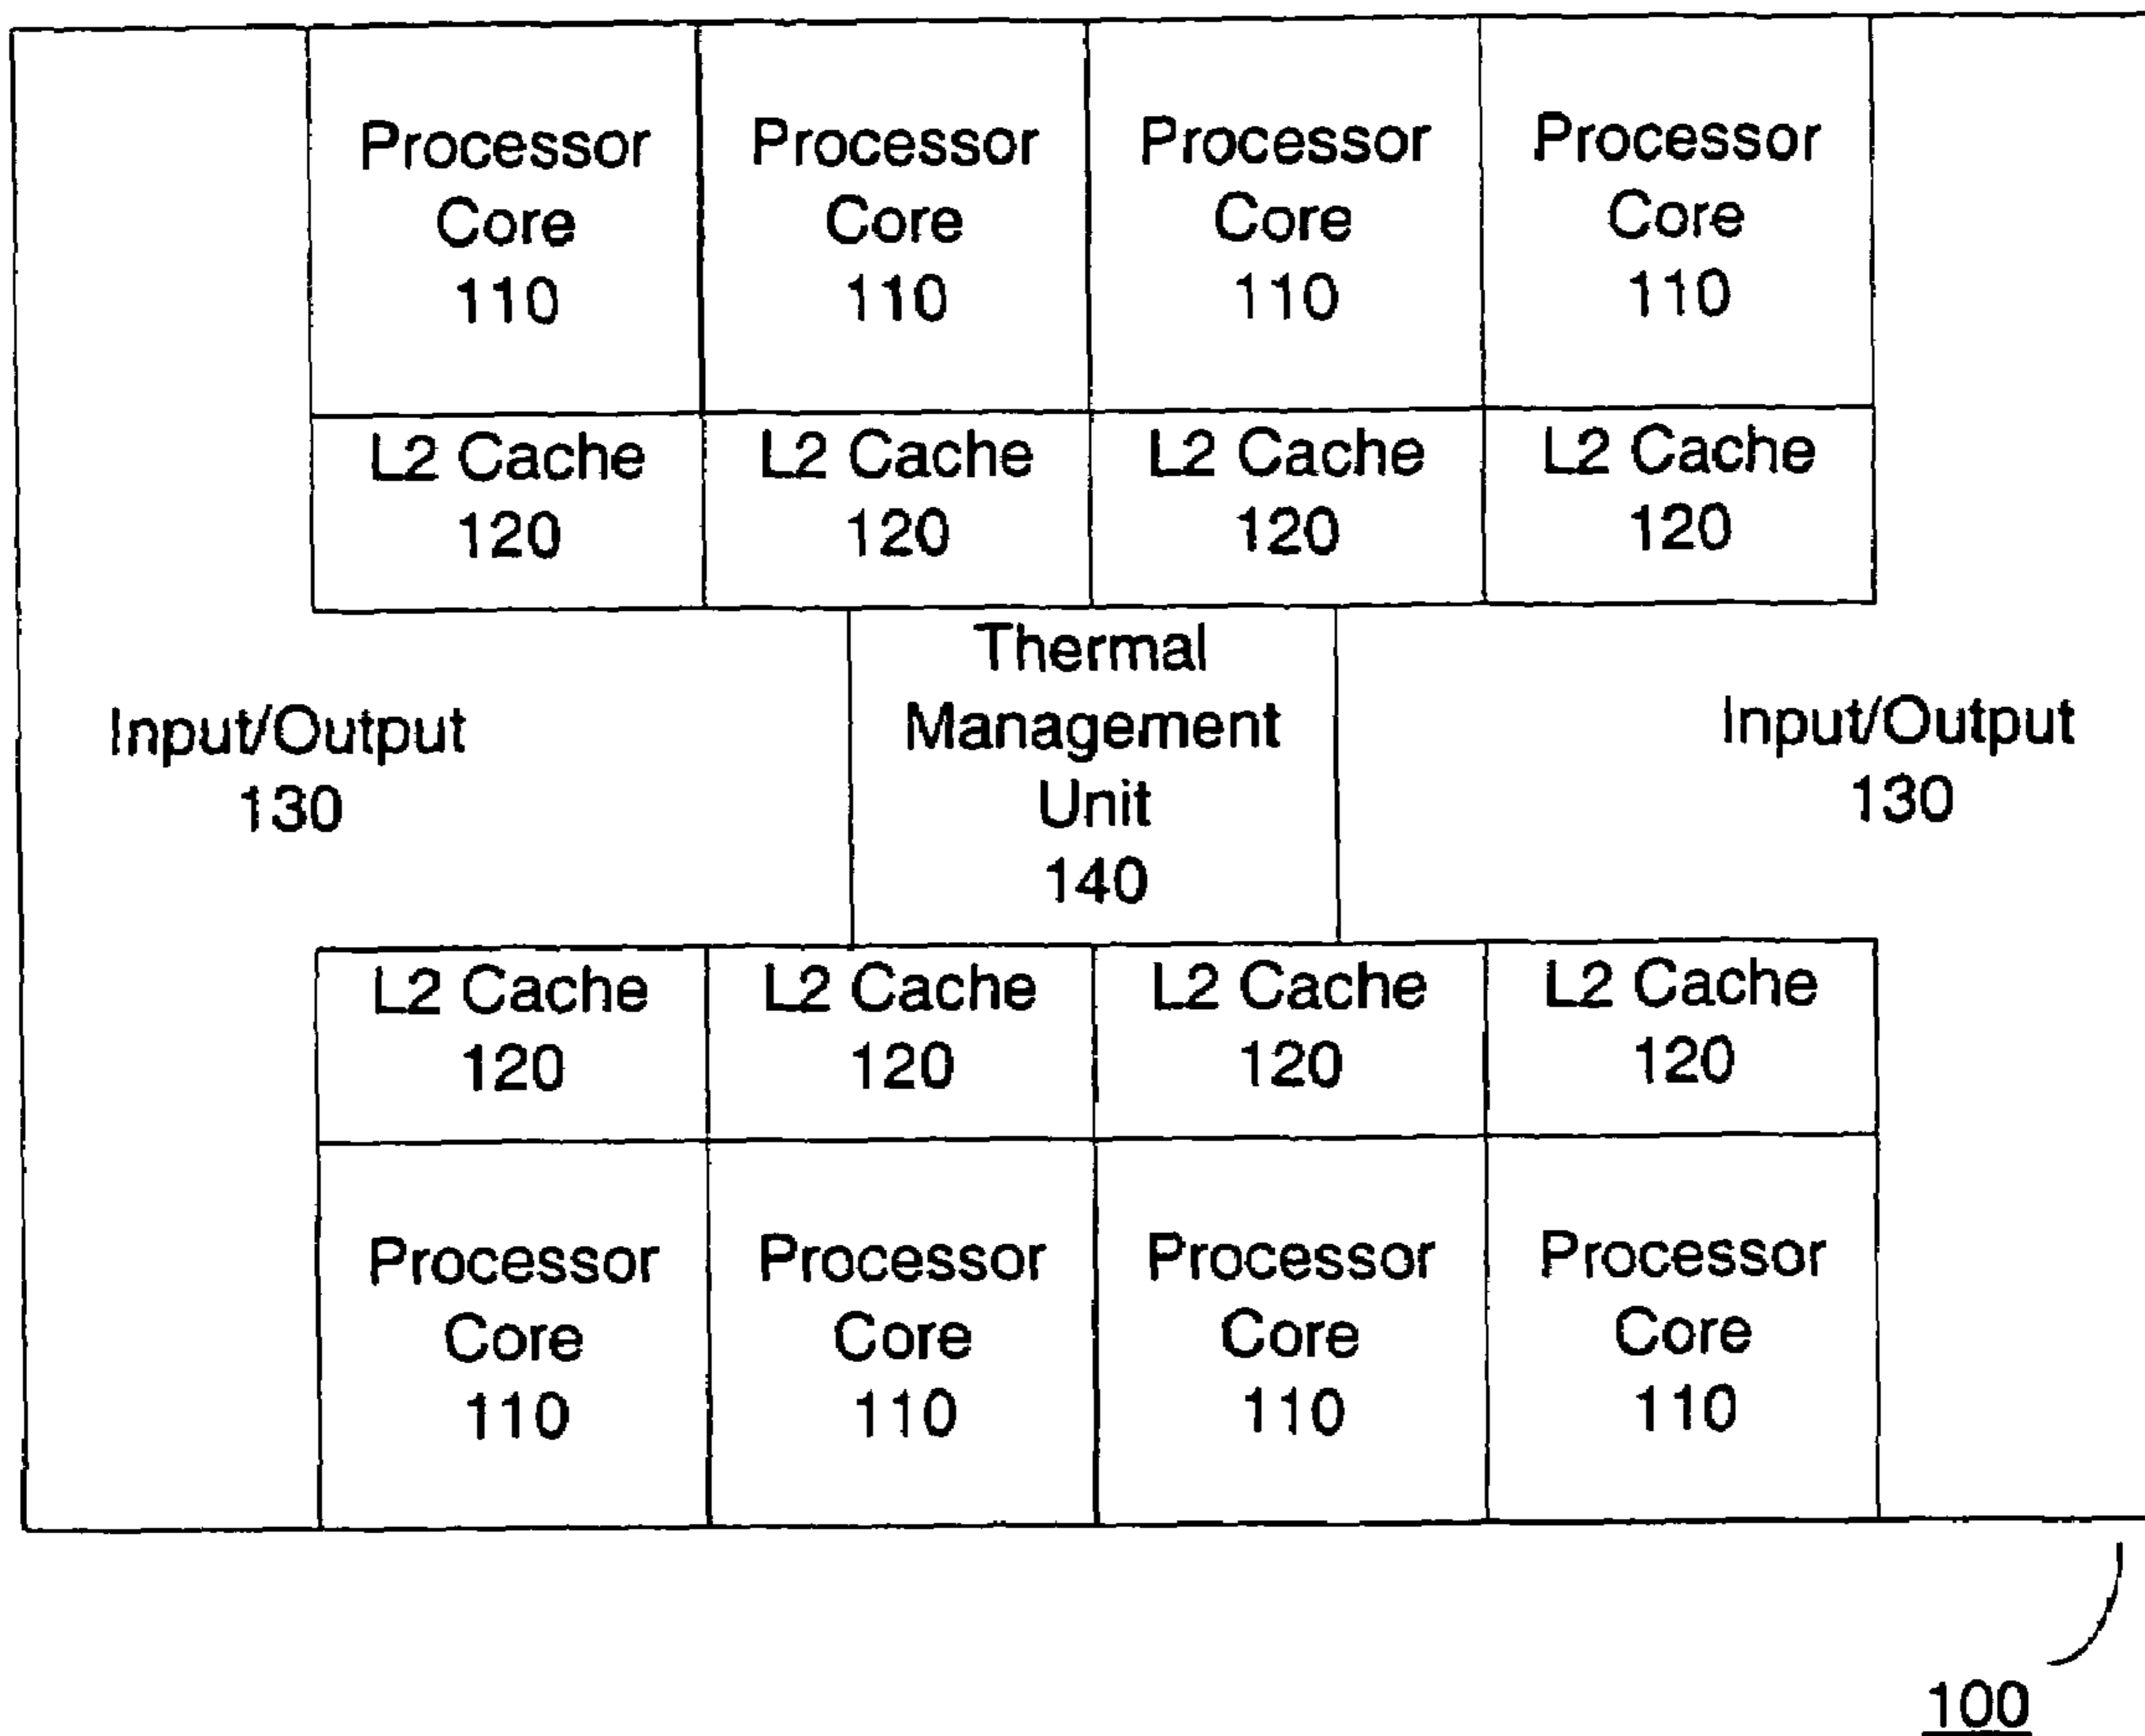 Processor
Core
110
Processor
Core
110
Processor
Core
110
Processor
Core
110
L2 Cache
120
L2 Cache
120
L2 Cache
120
L2 Cache
120
Input/Output
130
Thermal
Management
Unit
140
Input/Output
130
L2 Cache
120
L2 Cache
120
L2 Cache
120
L2 Cache
120
Processor
Core
110
Processor
Core
110
Processor
Core
110
Processor
Core
110
100